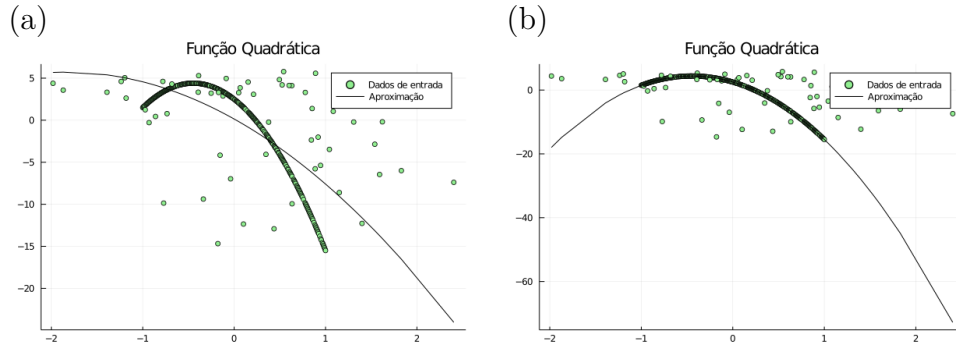 (a)
Função Quadrática
5
0
−5
−10
−15
−20
−2
−1
0
1
2
Dados de entrada
Aproximação
(b)
Função Quadrática
0
−20
−40
−60
−2
−1
0
1
2
Dados de entrada
Aproximação